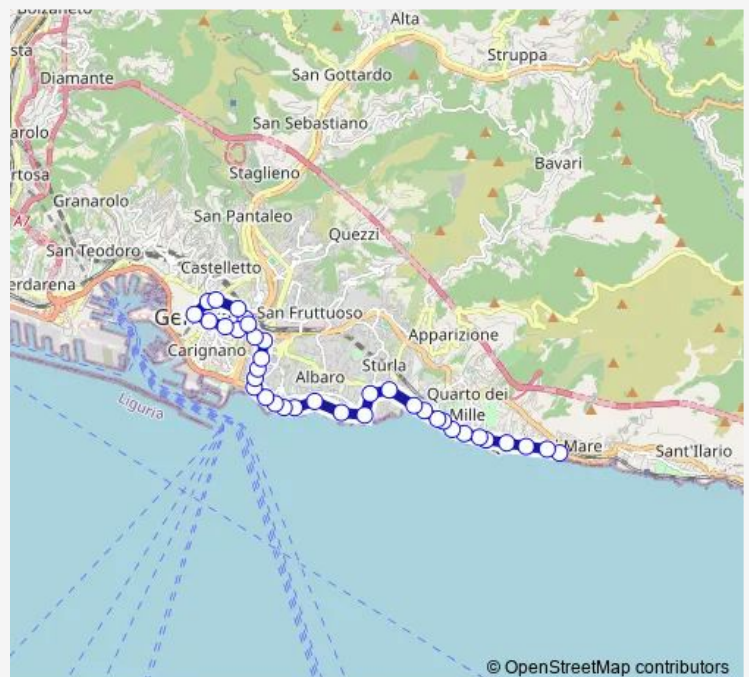 Bolzaneto
Alta
sta
Struppa
San Gottardo
Diamante
San Sebastiano
arolo
Bavari
Staglieno
rtosa
Granarolo
San Pantaleo
A7
Quezzi
San Teodoro
Castelletto
erdarena
Ge
San Fruttuoso
Apparizione
Carignano
Sturla
Albaro
Quarto dei
Mille
Liguria
l Mare
Sant'Ilario
© OpenStreetMap contributors